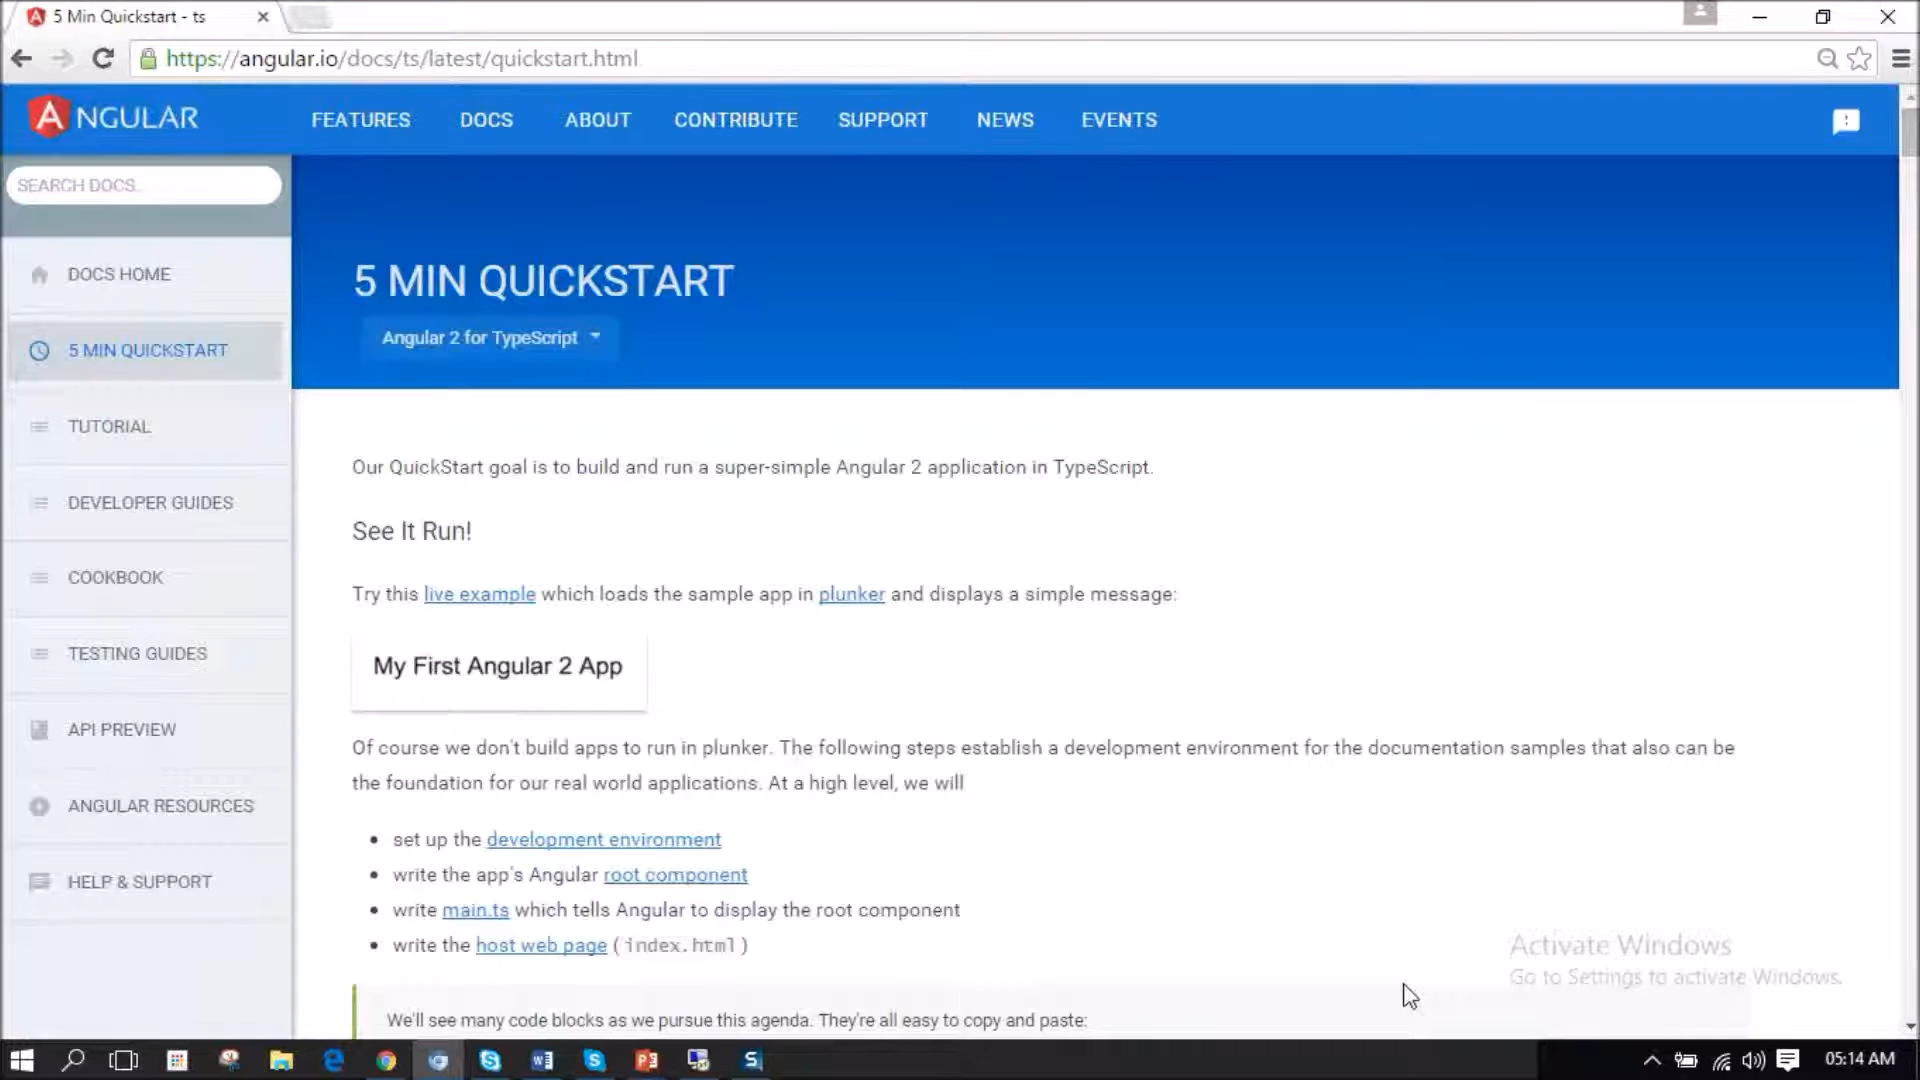 5 Min Quickstart - ts
https://angular.io/docs/ts/latest/quickstart.html
ANGULAR
FEATURES DOCS ABOUT CONTRIBUTE SUPPORT NEWS EVENTS
SEARCH DOCS...
DOCS HOME
5 MIN QUICKSTART
TUTORIAL
DEVELOPER GUIDES
COOKBOOK
TESTING GUIDES
API PREVIEW
ANGULAR RESOURCES
HELP & SUPPORT
5 MIN QUICKSTART
Angular 2 for TypeScript
Our QuickStart goal is to build and run a super-simple Angular 2 application in TypeScript.
See It Run!
Try this live example which loads the sample app in plunker and displays a simple message:
My First Angular 2 App
Of course we don't build apps to run in plunker. The following steps establish a development environment for the documentation samples that also can be
the foundation for our real world applications. At a high level, we will
• set up the development environment
• write the app's Angular root component
• write main.ts which tells Angular to display the root component
• write the host web page (index.html)
We'll see many code blocks as we pursue this agenda. They're all easy to copy and paste:
Activate Windows
Go to Settings to activate Windows.
05:14 AM